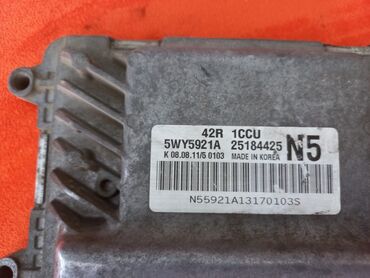 42R 1CCU
5WY5921A 25184425 N5
K 08.08.11/5 0103 MADE IN KOREA
N55921A13170103S